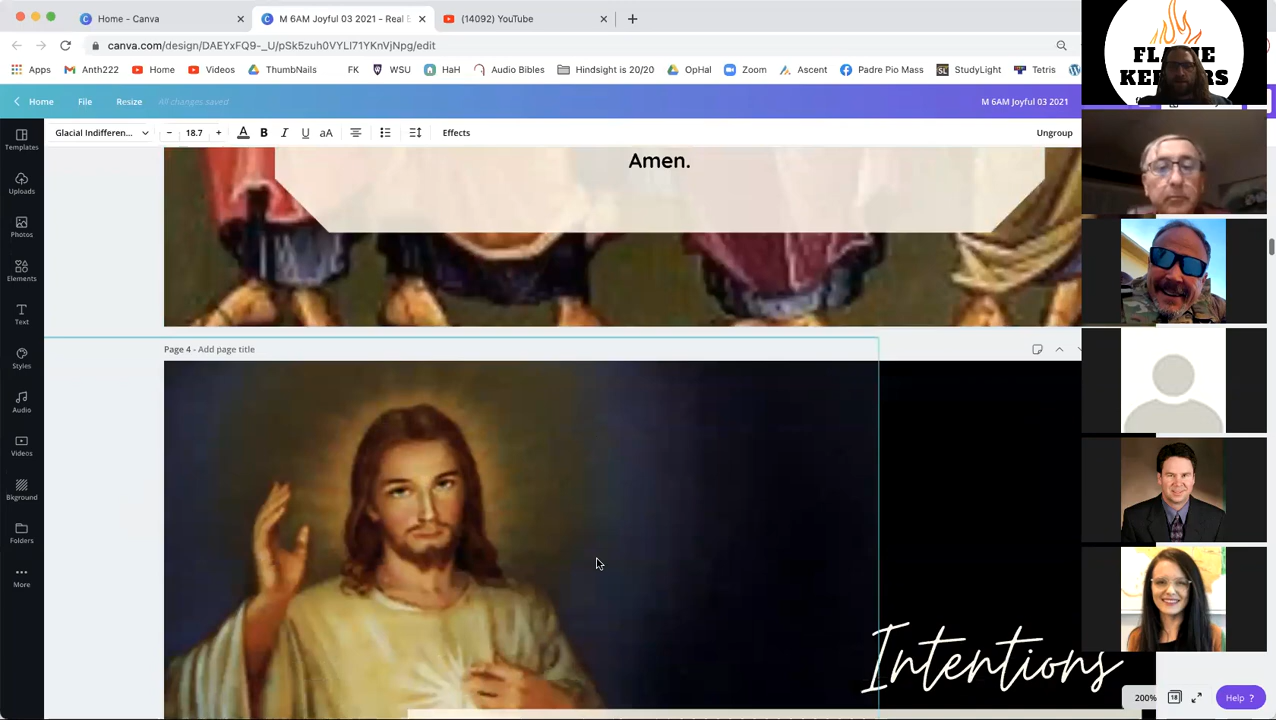 Home - Canva
M 6AM Joyful 03 2021 - Real E
(14092) YouTube
canva.com/design/DAEYxFQ9-_U/pSk5zuh0VYLI71YKnVjNpg/edit
Apps
Anth222
Home
Videos
ThumbNails
FK
WSU
HaH
Audio Bibles
Hindsight is 20/20
OpHal
Zoom
Ascent
Padre Pio Mass
StudyLight
Tetris
Home
File
Resize
All changes saved
M 6AM Joyful 03 2021
Glacial Indifferen...
18.7
B
I
U
aA
Effects
Ungroup
Templates
Uploads
Photos
Elements
Text
Styles
Audio
Videos
Bkground
Folders
More
Amen.
Page 4 - Add page title
Intentions
200%
18
Help ?